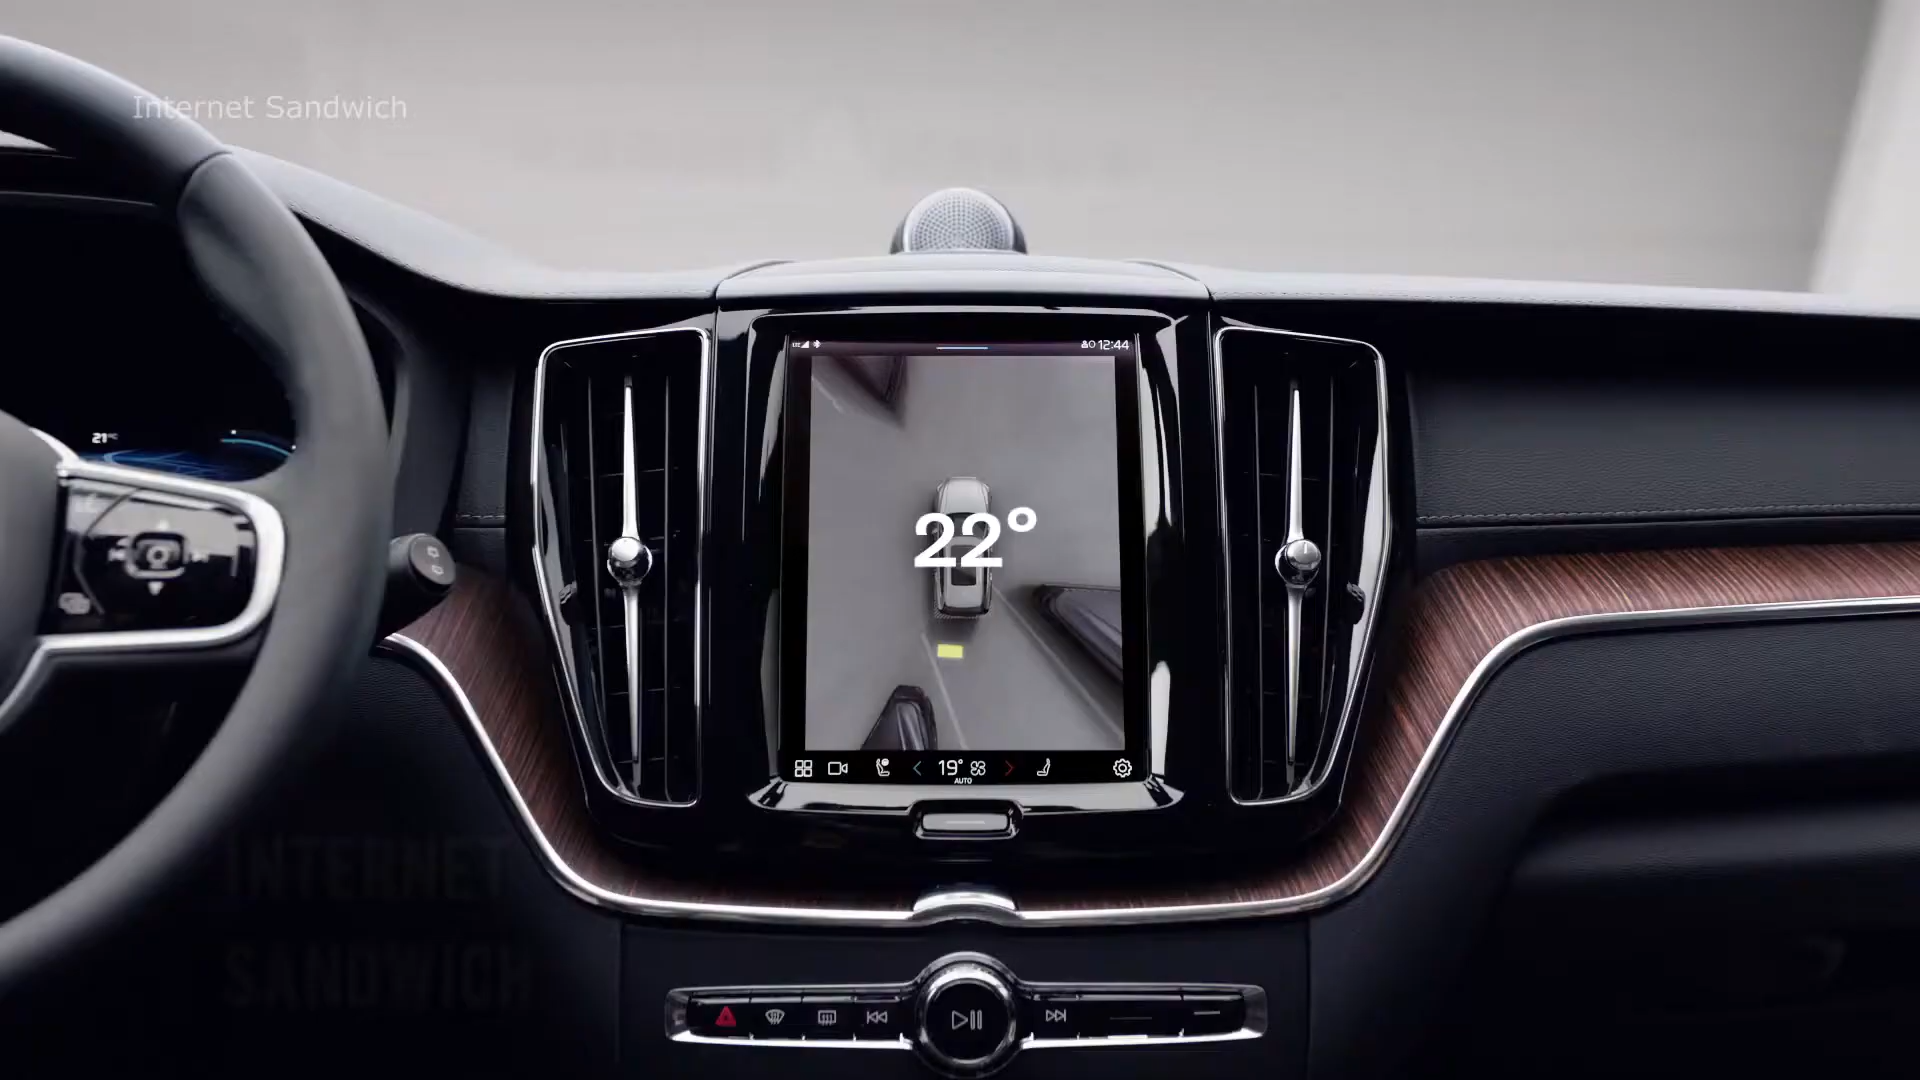 Internet Sandwich
12:44
21°C
22°
19°
AUTO
INTERNET
SANDWICH